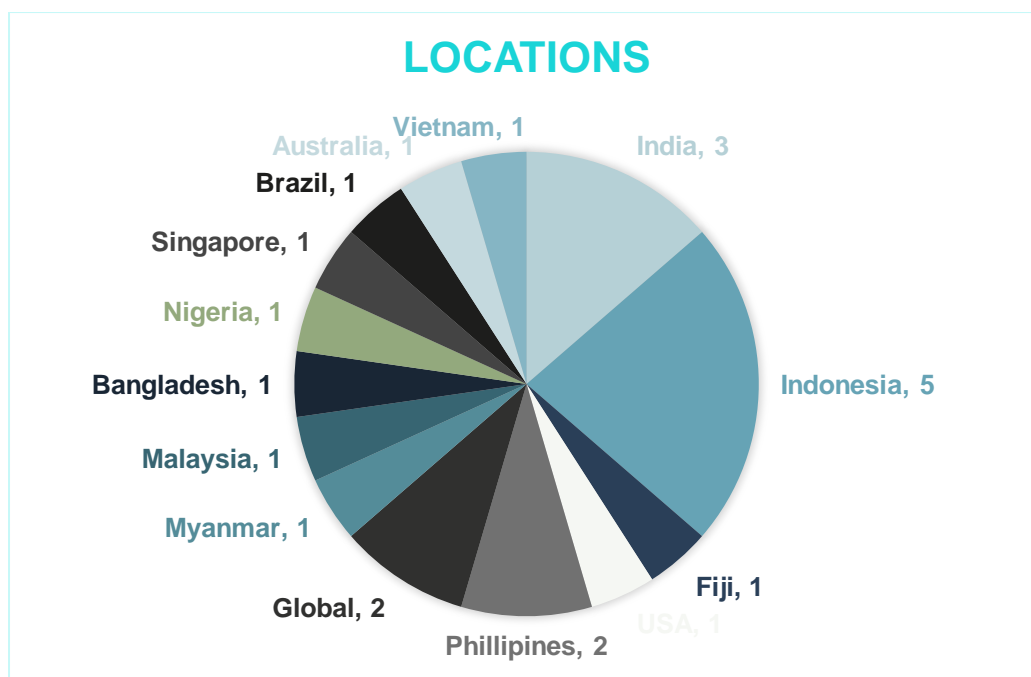 LOCATIONS
Vietnam, 1
India, 3
Australia, 1
Brazil, 1
Singapore, 1
Nigeria, 1
Bangladesh, 1
Indonesia, 5
Malaysia, 1
Myanmar, 1
Fiji, 1
Global, 2
USA, 1
Phillipines, 2